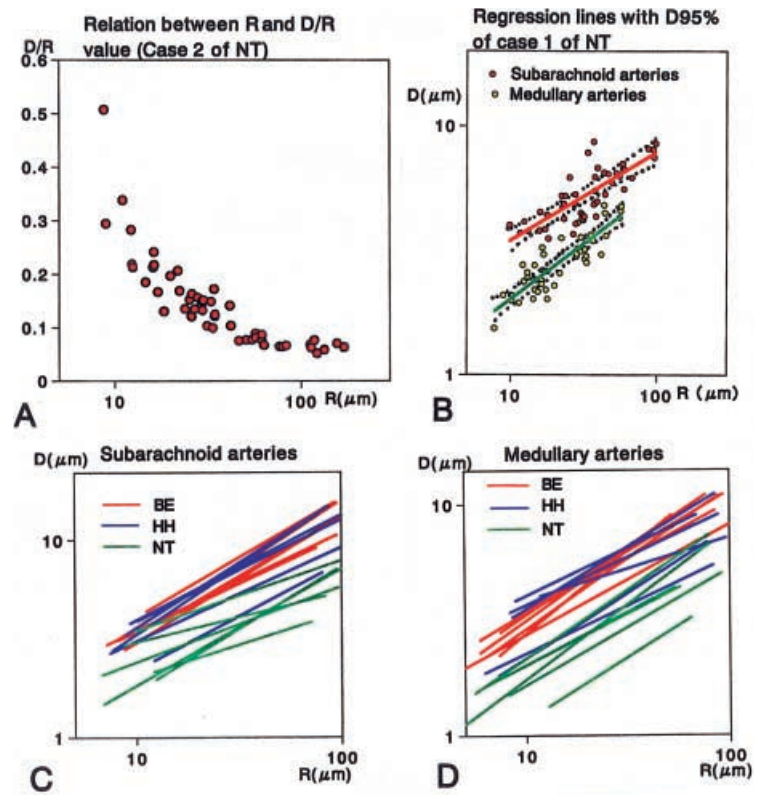 Relation between R and D/R
value (Case 2 of NT)
D/R
0.6
0.5
0.4
0.3
0.2
0.1
0
10
100
R(μm)
A
Regression lines with D95%
of case 1 of NT
D(μm)
Subarachnoid arteries
Medullary arteries
10
1
10
100
R (μm)
B
D(μm)
Subarachnoid arteries
BE
HH
NT
10
1
10
100
R(μm)
C
D(μm)
Medullary arteries
BE
HH
NT
10
1
10
100
R(μm)
D